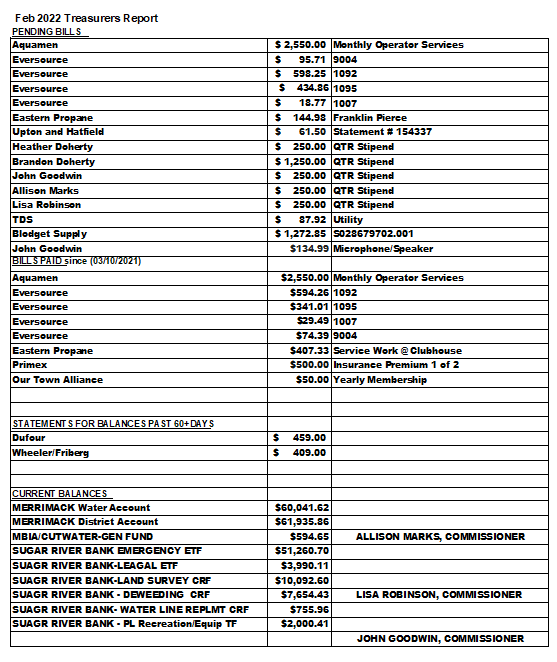 Feb 2022 Treasurers Report
PENDING BILLS
Aquamen $ 2,550.00 Monthly Operator Services
Eversource $ 95.71 9004
Eversource $ 598.25 1092
Eversource $ 434.86 1095
Eversource $ 18.77 1007
Eastern Propane $ 144.98 Franklin Pierce
Upton and Hatfield $ 61.50 Statement # 154337
Heather Doherty $ 250.00 QTR Stipend
Brandon Doherty $ 1,250.00 QTR Stipend
John Goodwin $ 250.00 QTR Stipend
Allison Marks $ 250.00 QTR Stipend
Lisa Robinson $ 250.00 QTR Stipend
TDS $ 87.92 Utility
Blodget Supply $ 1,272.85 S028679702.001
John Goodwin $134.99 Microphone/Speaker
BILLS PAID since (03/10/2021)
Aquamen $2,550.00 Monthly Operator Services
Eversource $594.26 1092
Eversource $341.01 1095
Eversource $29.49 1007
Eversource $74.39 9004
Eastern Propane $407.33 Service Work @ Clubhouse
Primex $500.00 Insurance Premium 1 of 2
Our Town Alliance $50.00 Yearly Membership
STATEMENTS FOR BALANCES PAST 60+DAYS
Dufour $ 459.00
Wheeler/Friberg $ 409.00
CURRENT BALANCES
MERRIMACK Water Account $60,041.62
MERRIMACK District Account $61,935.86
MBIA/CUTWATER-GEN FUND $594.65 ALLISON MARKS, COMMISSIONER
SUGAR RIVER BANK EMERGENCY ETF $51,260.70
SUAGR RIVER BANK-LEAGAL ETF $3,990.11
SUAGR RIVER BANK-LAND SURVEY CRF $10,092.60
SUAGR RIVER BANK - DEWEEDING CRF $7,654.43 LISA ROBINSON, COMMISSIONER
SUAGR RIVER BANK- WATER LINE REPLMT CRF $755.96
SUAGR RIVER BANK - PL Recreation/Equip TF $2,000.41
JOHN GOODWIN, COMMISSIONER